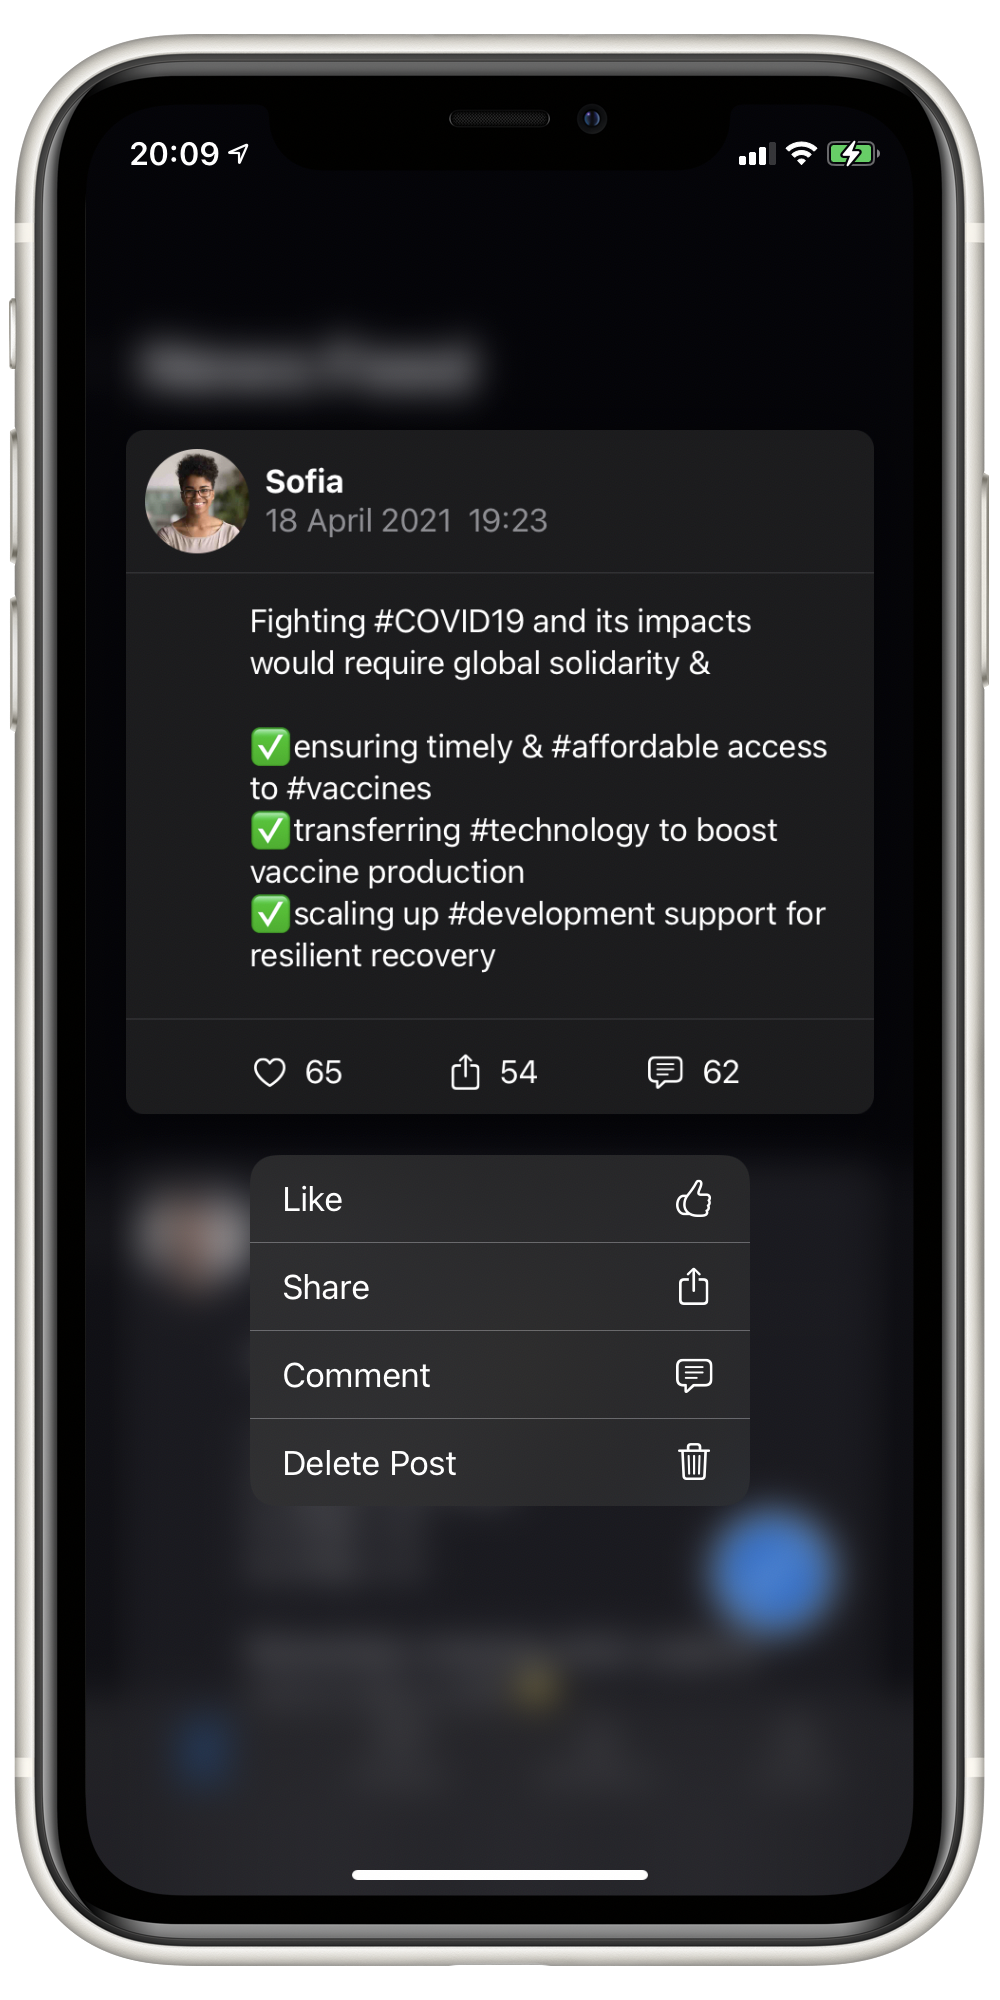 20:09
News Feed
Sofia
18 April 2021 19:23
Fighting #COVID19 and its impacts
would require global solidarity &
✅ensuring timely & #affordable access
to #vaccines
✅transferring #technology to boost
vaccine production
✅scaling up #development support for
resilient recovery
65 54 62
Like
Share
Comment
Delete Post